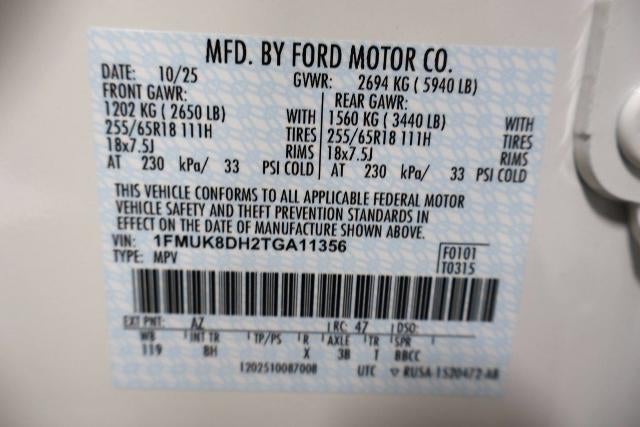 MFD. BY FORD MOTOR CO.
DATE: 10/25 GVWR: 2694 KG ( 5940 LB)
FRONT GAWR: REAR GAWR:
1202 KG ( 2650 LB) WITH 1560 KG ( 3440 LB) WITH
255/65R18 111H TIRES 255/65R18 111H TIRES
18x7.5J RIMS 18x7.5J RIMS
AT 230 kPa/ 33 PSI COLD AT 230 kPa/ 33 PSI COLD
THIS VEHICLE CONFORMS TO ALL APPLICABLE FEDERAL MOTOR
VEHICLE SAFETY AND THEFT PREVENTION STANDARDS IN
EFFECT ON THE DATE OF MANUFACTURE SHOWN ABOVE.
VIN: 1FMUK8DH2TGA11356 F0101
TYPE: MPV T0315
EXT PNT: AZ RC: 47 DSO:
WB INT TR TP/PS R AXLE TR SPR
119 8H X 3B T BBCC
1202510087008 UTC RUSA-1520472-AB